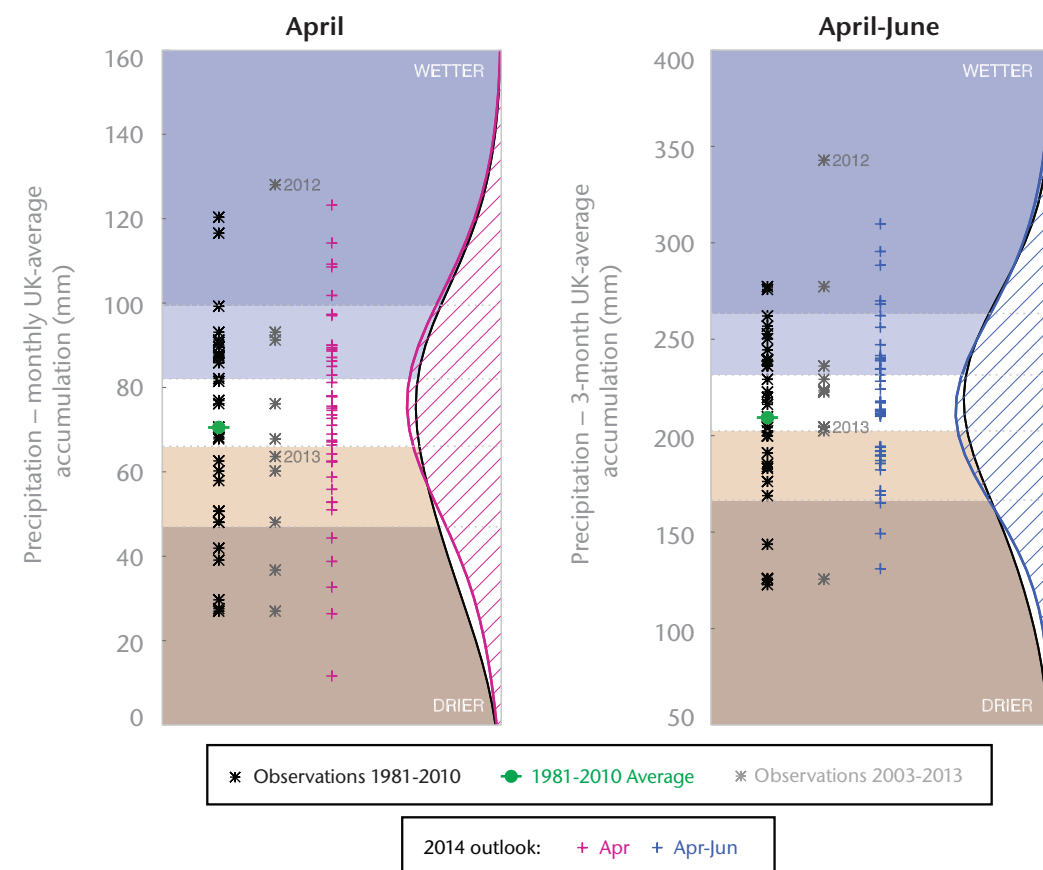 April
April-June
Precipitation – monthly UK-average
accumulation (mm)
160
140
120
100
80
60
40
20
0
WETTER
2012
2013
DRIER
Precipitation – 3-month UK-average
accumulation (mm)
400
350
300
250
200
150
100
50
WETTER
2012
2013
DRIER
Observations 1981-2010
1981-2010 Average
Observations 2003-2013
2014 outlook:
Apr
Apr-Jun